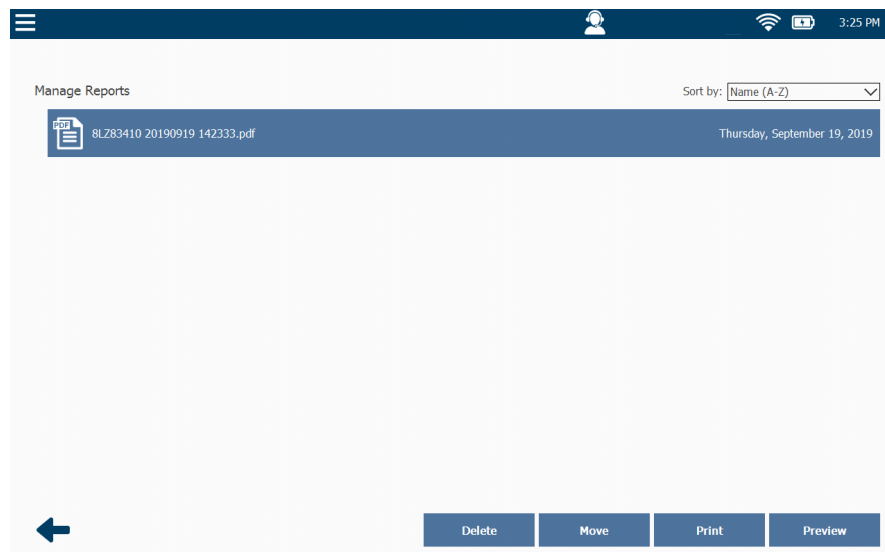 3:25 PM
Manage Reports
Sort by: Name (A-Z)
PDF
8LZ83410 20190919 142333.pdf
Thursday, September 19, 2019
Delete
Move
Print
Preview